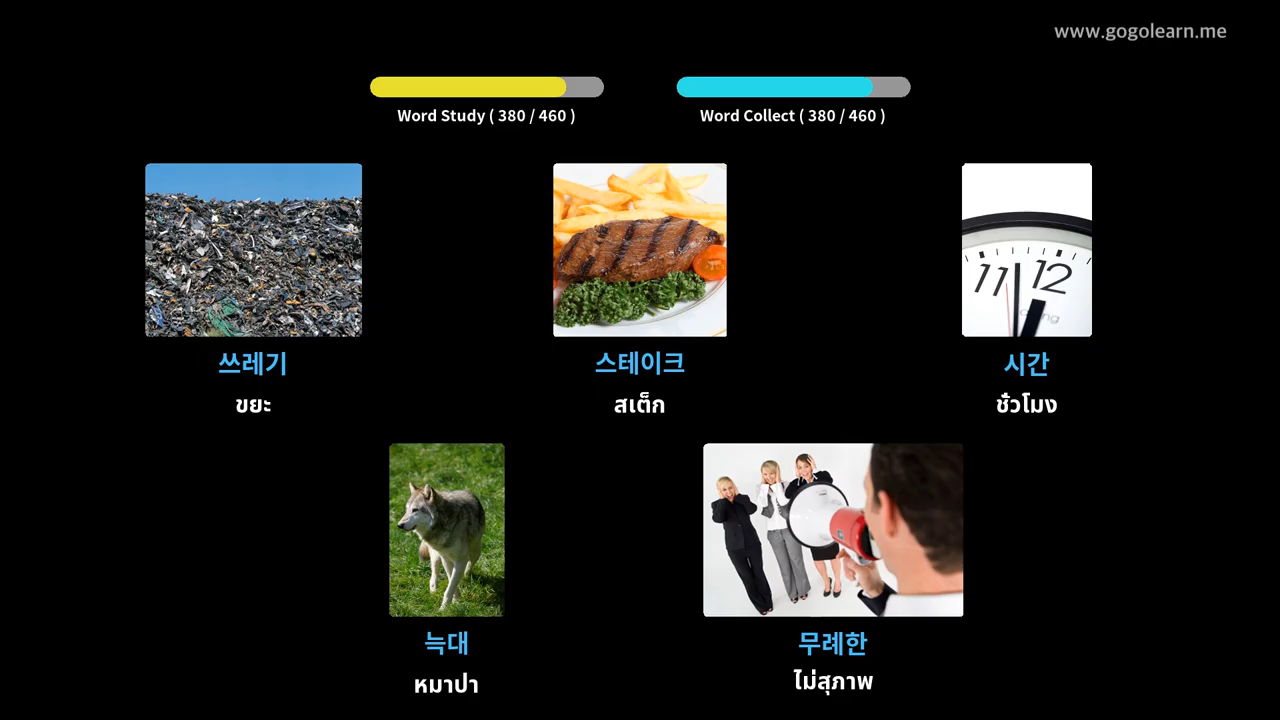 www.gogolearn.me
Word Study ( 380 / 460 )
Word Collect ( 380 / 460 )
11 12
쓰레기
ขยะ
스테이크
สเต็ก
시간
ชั่วโมง
늑대
หมาป่า
무례한
ไม่สุภาพ